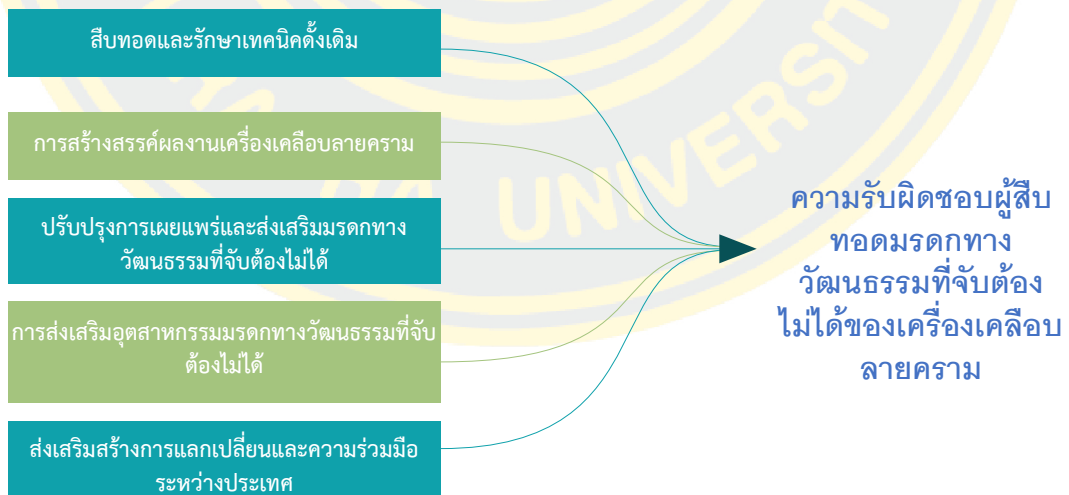 สืบทอดและรักษาเทคนิคดั้งเดิม
การสร้างสรรค์ผลงานเครื่องเคลือบลายคราม
ปรับปรุงการเผยแพร่และส่งเสริมมรดกทาง
วัฒนธรรมที่จับต้องไม่ได้
การส่งเสริมอุตสาหกรรมมรดกทางวัฒนธรรมที่จับ
ต้องไม่ได้
ส่งเสริมสร้างการแลกเปลี่ยนและความร่วมมือ
ระหว่างประเทศ
ความรับผิดชอบผู้สืบ
ทอดมรดกทาง
วัฒนธรรมที่จับต้อง
ไม่ได้ของเครื่องเคลือบ
ลายคราม